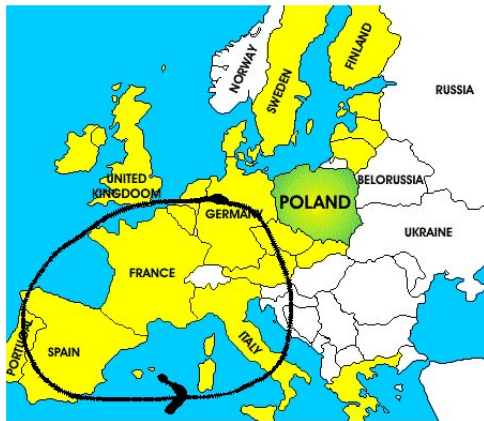 NORWAY
SWEDEN
FINLAND
RUSSIA
UNITED
KINGDOOM
BELORUSSIA
GERMANY
POLAND
UKRAINE
FRANCE
PORTUGAL
SPAIN
ITALY